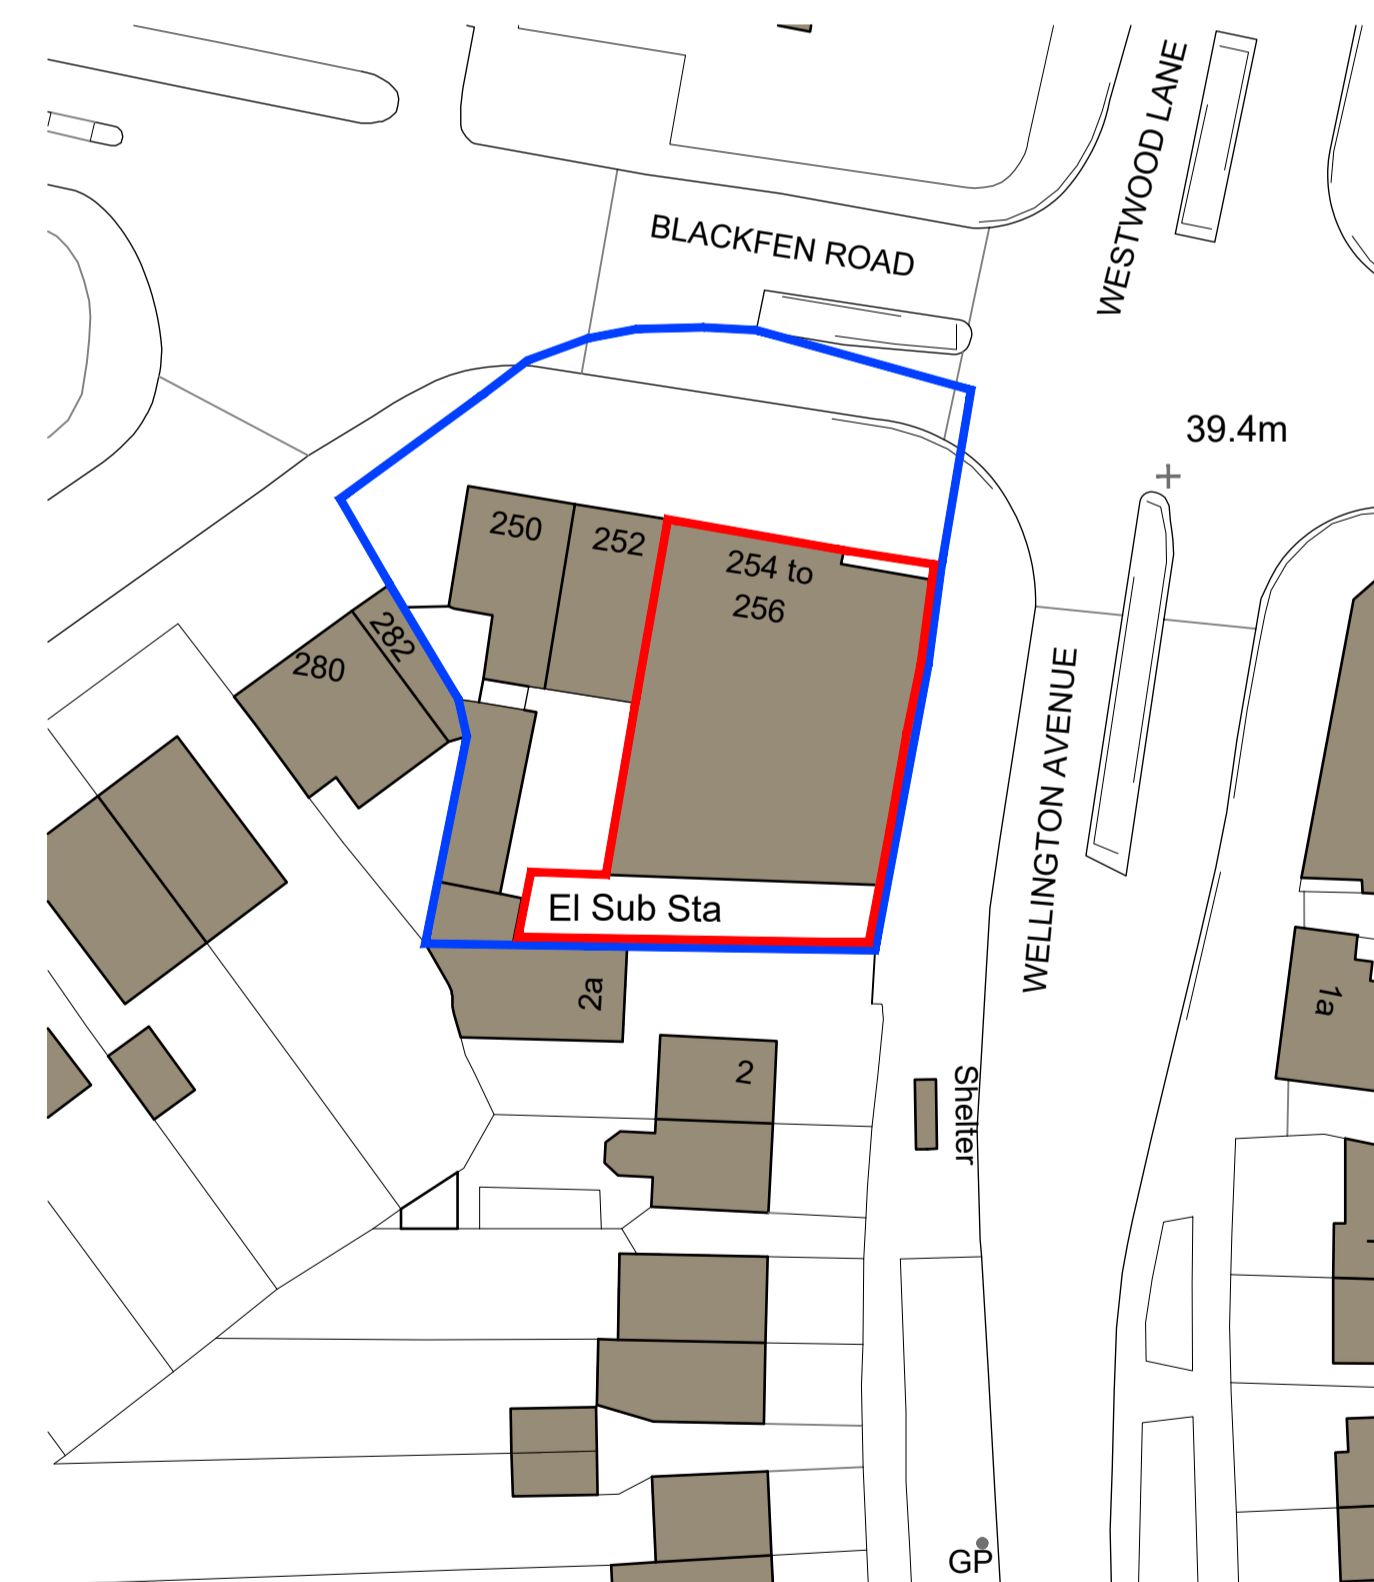 WESTWOOD LANE
BLACKFEN ROAD
39.4m
250
252
254 to
256
282
280
WELLINGTON AVENUE
El Sub Sta
2a
1a
2
Shelter
GP